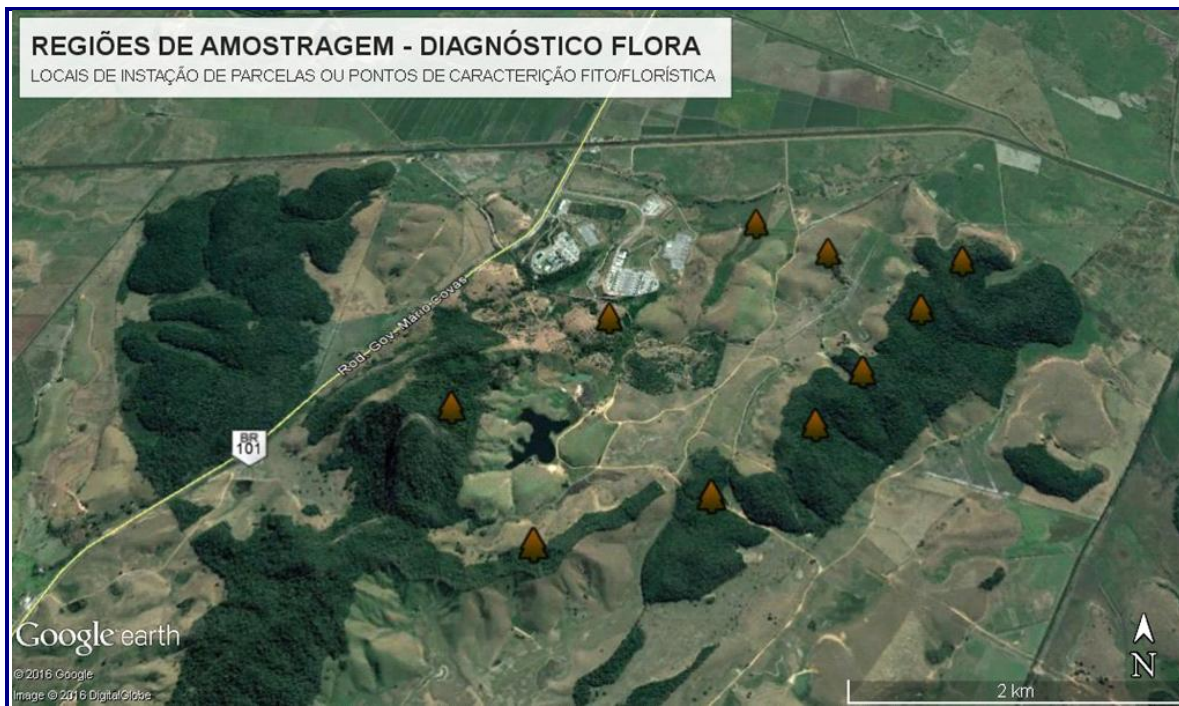 REGIÕES DE AMOSTRAGEM - DIAGNÓSTICO FLORA
LOCAIS DE INSTAÇÃO DE PARCELAS OU PONTOS DE CARACTERIÇÃO FITO/FLORÍSTICA
Rod. Gov. Mário Covas
BR
101
Google earth
© 2016 Google
Image © 2016 DigitalGlobe
N
2 km